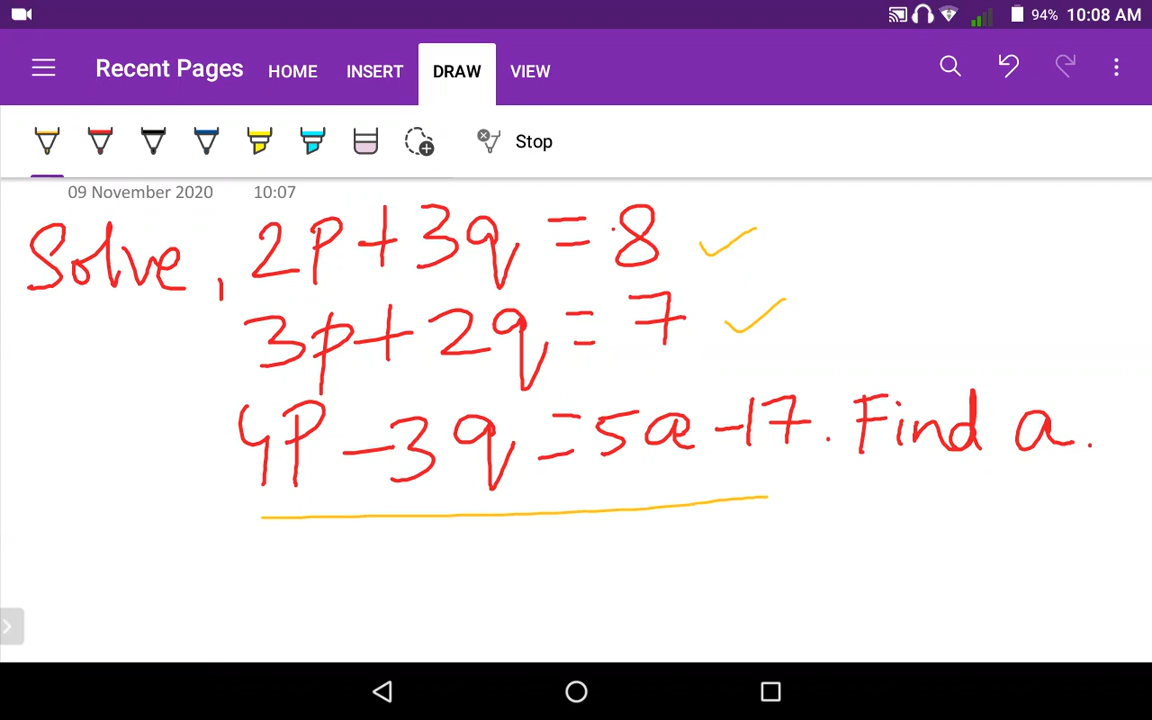 94% 10:08 AM
Recent Pages HOME INSERT DRAW VIEW
Stop
09 November 2020 10:07
Solve, 2p+3q = 8
3p+2q = 7
4P -3q =5a -17. Find a.